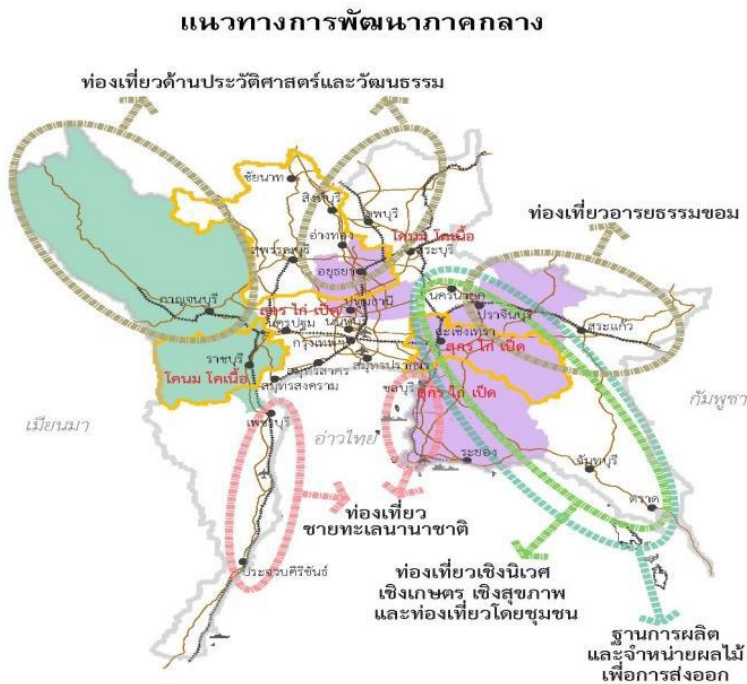 แนวทางการพัฒนาภาคกลาง
ท่องเที่ยวด้านประวัติศาสตร์และวัฒนธรรม
ชัยนาท
สิงห์บุรี
ลพบุรี
อ่างทอง
โคนม โคเนื้อ
สระบุรี
สุพรรณบุรี
อยุธยา
ท่องเที่ยวอารยธรรมขอม
กาญจนบุรี
สุกร ไก่ เป็ด
ปทุมธานี
นครนายก
ปราจีนบุรี
สระแก้ว
นครปฐม
นนทบุรี
กรุงเทพฯ
ฉะเชิงเทรา
สุกร ไก่ เป็ด
ราชบุรี
โคนม โคเนื้อ
สมุทรสาคร
สมุทรปราการ
สมุทรสงคราม
ชลบุรี
สุกร ไก่ เป็ด
เมียนมา
เพชรบุรี
อ่าวไทย
กัมพูชา
ระยอง
จันทบุรี
ตราด
ท่องเที่ยว
ชายทะเลนานาชาติ
ประจวบคีรีขันธ์
ท่องเที่ยวเชิงนิเวศ
เชิงเกษตร เชิงสุขภาพ
และท่องเที่ยวโดยชุมชน
ฐานการผลิต
และจำหน่ายผลไม้
เพื่อการส่งออก